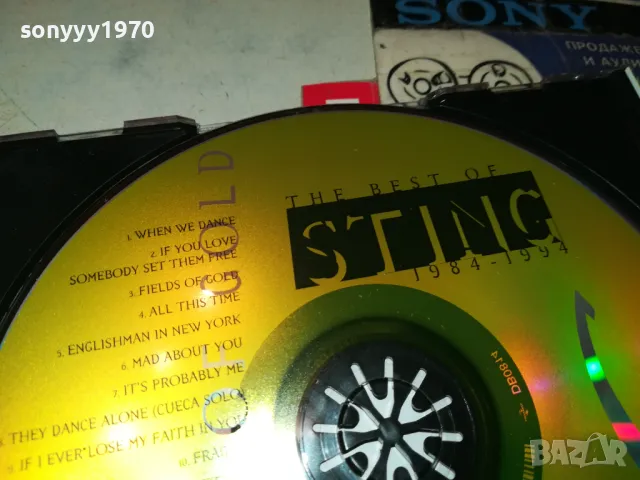 sonyyy1970
SONY
ПРОДАЖБ
И АУДИ
THE BEST OF
STING
1984-1994
OF GOLD
1. WHEN WE DANCE
2. IF YOU LOVE
SOMEBODY SET THEM FREE
3. FIELDS OF GOLD
4. ALL THIS TIME
5. ENGLISHMAN IN NEW YORK
6. MAD ABOUT YOU
7. IT'S PROBABLY ME
THEY DANCE ALONE (CUECA SOLO)
IF I EVER LOSE MY FAITH IN YOU
10. FRAG
DB0814
BAZAR
bg